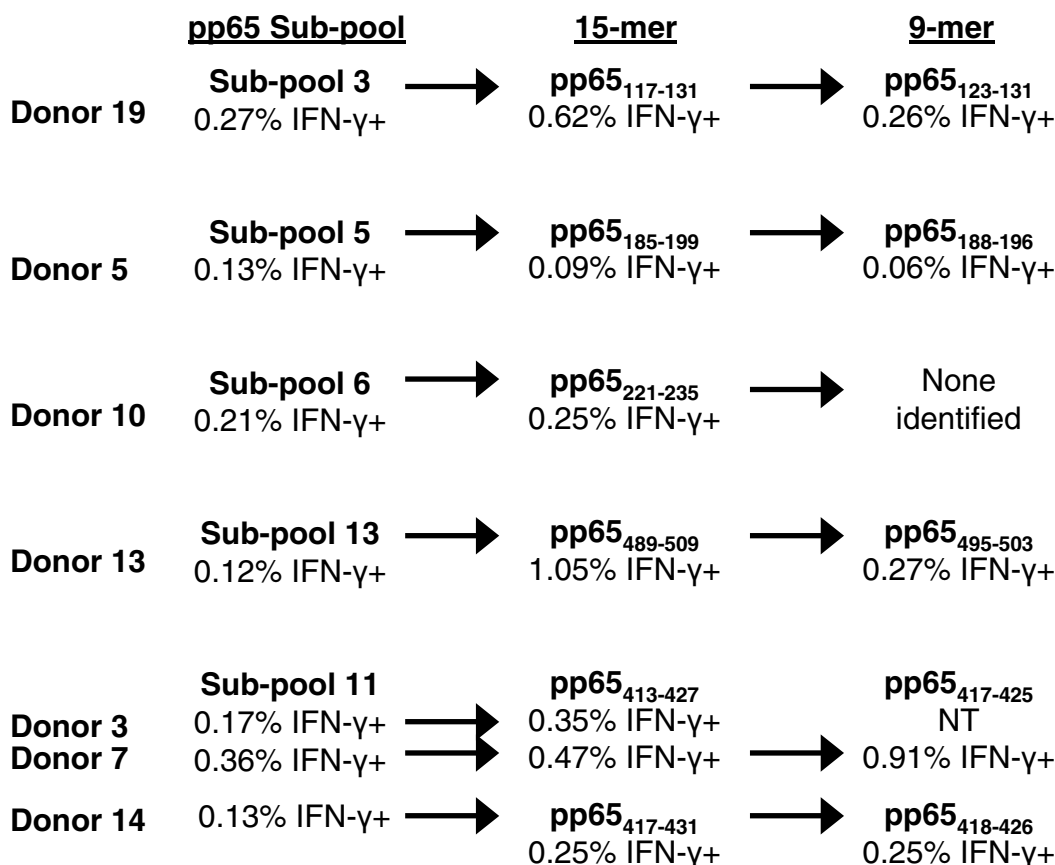 pp65 Sub-pool 15-mer 9-mer
Sub-pool 3 pp65117-131 pp65123-131
Donor 19 0.27% IFN-γ+ 0.62% IFN-γ+ 0.26% IFN-γ+
Sub-pool 5 pp65185-199 pp65188-196
Donor 5 0.13% IFN-γ+ 0.09% IFN-γ+ 0.06% IFN-γ+
Sub-pool 6 pp65221-235 None
Donor 10 0.21% IFN-γ+ 0.25% IFN-γ+ identified
Sub-pool 13 pp65489-509 pp65495-503
Donor 13 0.12% IFN-γ+ 1.05% IFN-γ+ 0.27% IFN-γ+
Sub-pool 11 pp65413-427 pp65417-425
Donor 3 0.17% IFN-γ+ 0.35% IFN-γ+ NT
Donor 7 0.36% IFN-γ+ 0.47% IFN-γ+ 0.91% IFN-γ+
Donor 14 0.13% IFN-γ+ pp65417-431 pp65418-426
0.25% IFN-γ+ 0.25% IFN-γ+